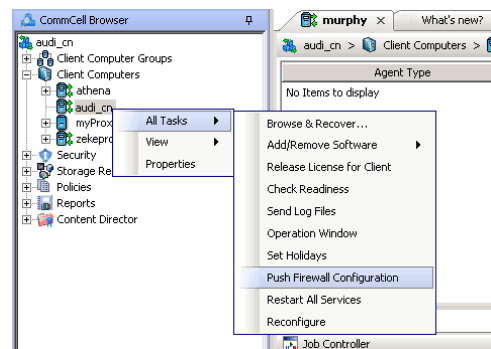 CommCell Browser
audi_cn
Client Computer Groups
Client Computers
athena
audi_cn
myProx
zekepro
Security
Storage Re
Policies
Reports
Content Director
All Tasks
View
Properties
Browse & Recover...
Add/Remove Software
Release License for Client
Check Readiness
Send Log Files
Operation Window
Set Holidays
Push Firewall Configuration
Restart All Services
Reconfigure
murphy
What's new?
audi_cn > Client Computers >
Agent Type
No Items to display
Job Controller